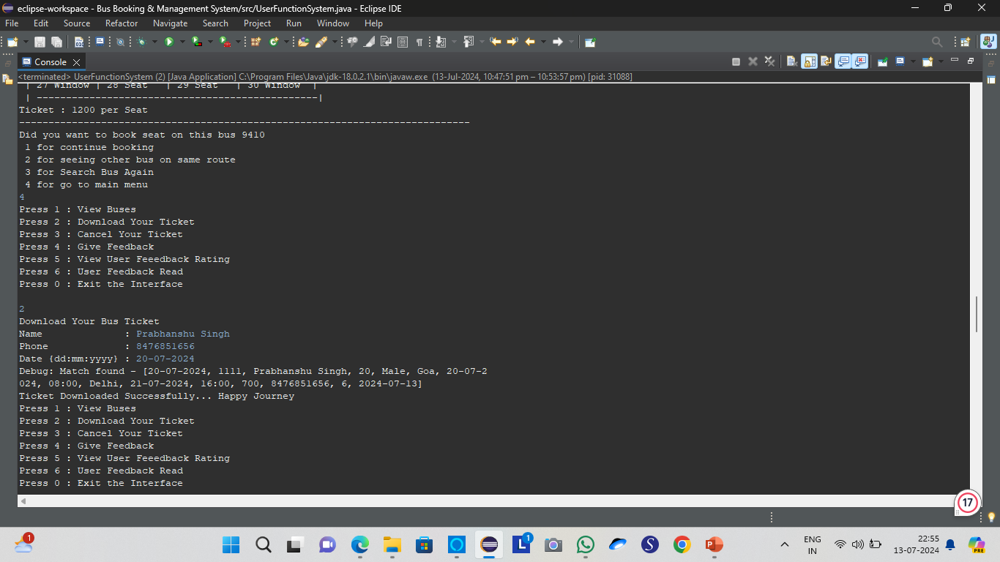 eclipse-workspace - Bus Booking & Management System/src/UserFunctionSystem.java - Eclipse IDE
File Edit Source Refactor Navigate Search Project Run Window Help
Console
<terminated> UserFunctionSystem (2) [Java Application] C:\Program Files\Java\jdk-18.0.2.1\bin\javaw.exe (13-Jul-2024, 10:47:51 pm – 10:53:57 pm) [pid: 31088]
| 27 Window | 28 Seat | 29 Seat | 30 Window |
| ------------------------------------------------|
Ticket : 1200 per Seat
-----------------------------------------------------------------------------
Did you want to book seat on this bus 9410
1 for continue booking
2 for seeing other bus on same route
3 for Search Bus Again
4 for go to main menu
4
Press 1 : View Buses
Press 2 : Download Your Ticket
Press 3 : Cancel Your Ticket
Press 4 : Give Feedback
Press 5 : View User Feeedback Rating
Press 6 : User Feedback Read
Press 0 : Exit the Interface
2
Download Your Bus Ticket
Name : Prabhanshu Singh
Phone : 8476851656
Date {dd:mm:yyyy} : 20-07-2024
Debug: Match found - [20-07-2024, 1111, Prabhanshu Singh, 20, Male, Goa, 20-07-2
024, 08:00, Delhi, 21-07-2024, 16:00, 700, 8476851656, 6, 2024-07-13]
Ticket Downloaded Successfully... Happy Journey
Press 1 : View Buses
Press 2 : Download Your Ticket
Press 3 : Cancel Your Ticket
Press 4 : Give Feedback
Press 5 : View User Feeedback Rating
Press 6 : User Feedback Read
Press 0 : Exit the Interface
17
1
L 1
S
P
ENG
IN
22:55
13-07-2024
PRE